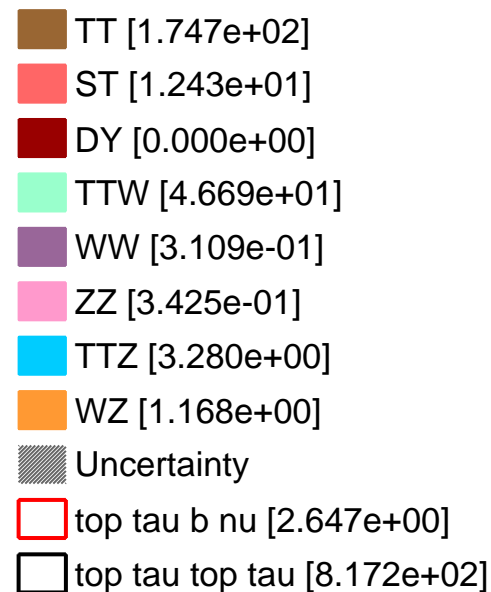 TT [1.747e+02]
ST [1.243e+01]
DY [0.000e+00]
TTW [4.669e+01]
WW [3.109e-01]
ZZ [3.425e-01]
TTZ [3.280e+00]
WZ [1.168e+00]
Uncertainty
top tau b nu [2.647e+00]
top tau top tau [8.172e+02]